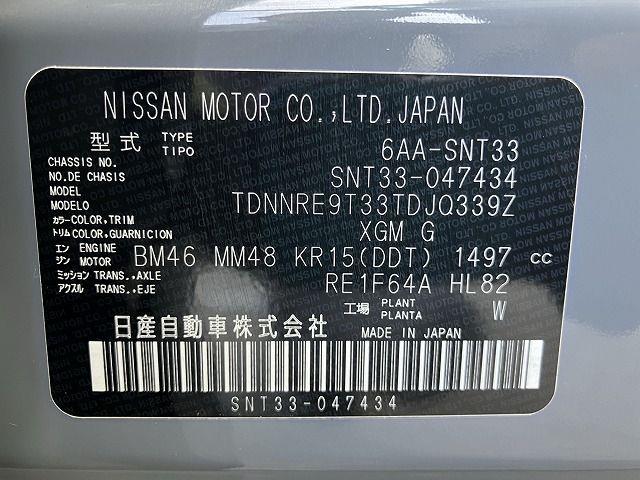 NISSAN MOTOR CO.,LTD.JAPAN
型式 TYPE TIPO 6AA-SNT33
CHASSIS NO.
NO.DE CHASIS SNT33-047434
MODEL
MODELO TDNNRE9T33TDJQ339Z
カラー COLOR,TRIM
トリム COLOR,GUARNICION XGM G
エン ENGINE
ジン MOTOR BM46 MM48 KR15(DDT) 1497 cc
ミッション TRANS.,AXLE
アクスル TRANS.,EJE RE1F64A HL82
工場 PLANT PLANTA W
日産自動車株式会社 MADE IN JAPAN
SNT33-047434